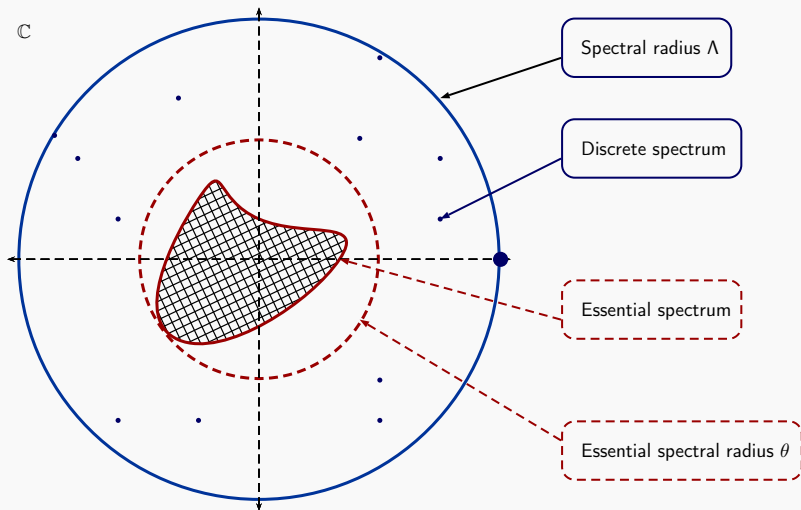 ℂ
Spectral radius Λ
Discrete spectrum
Essential spectrum
Essential spectral radius θ